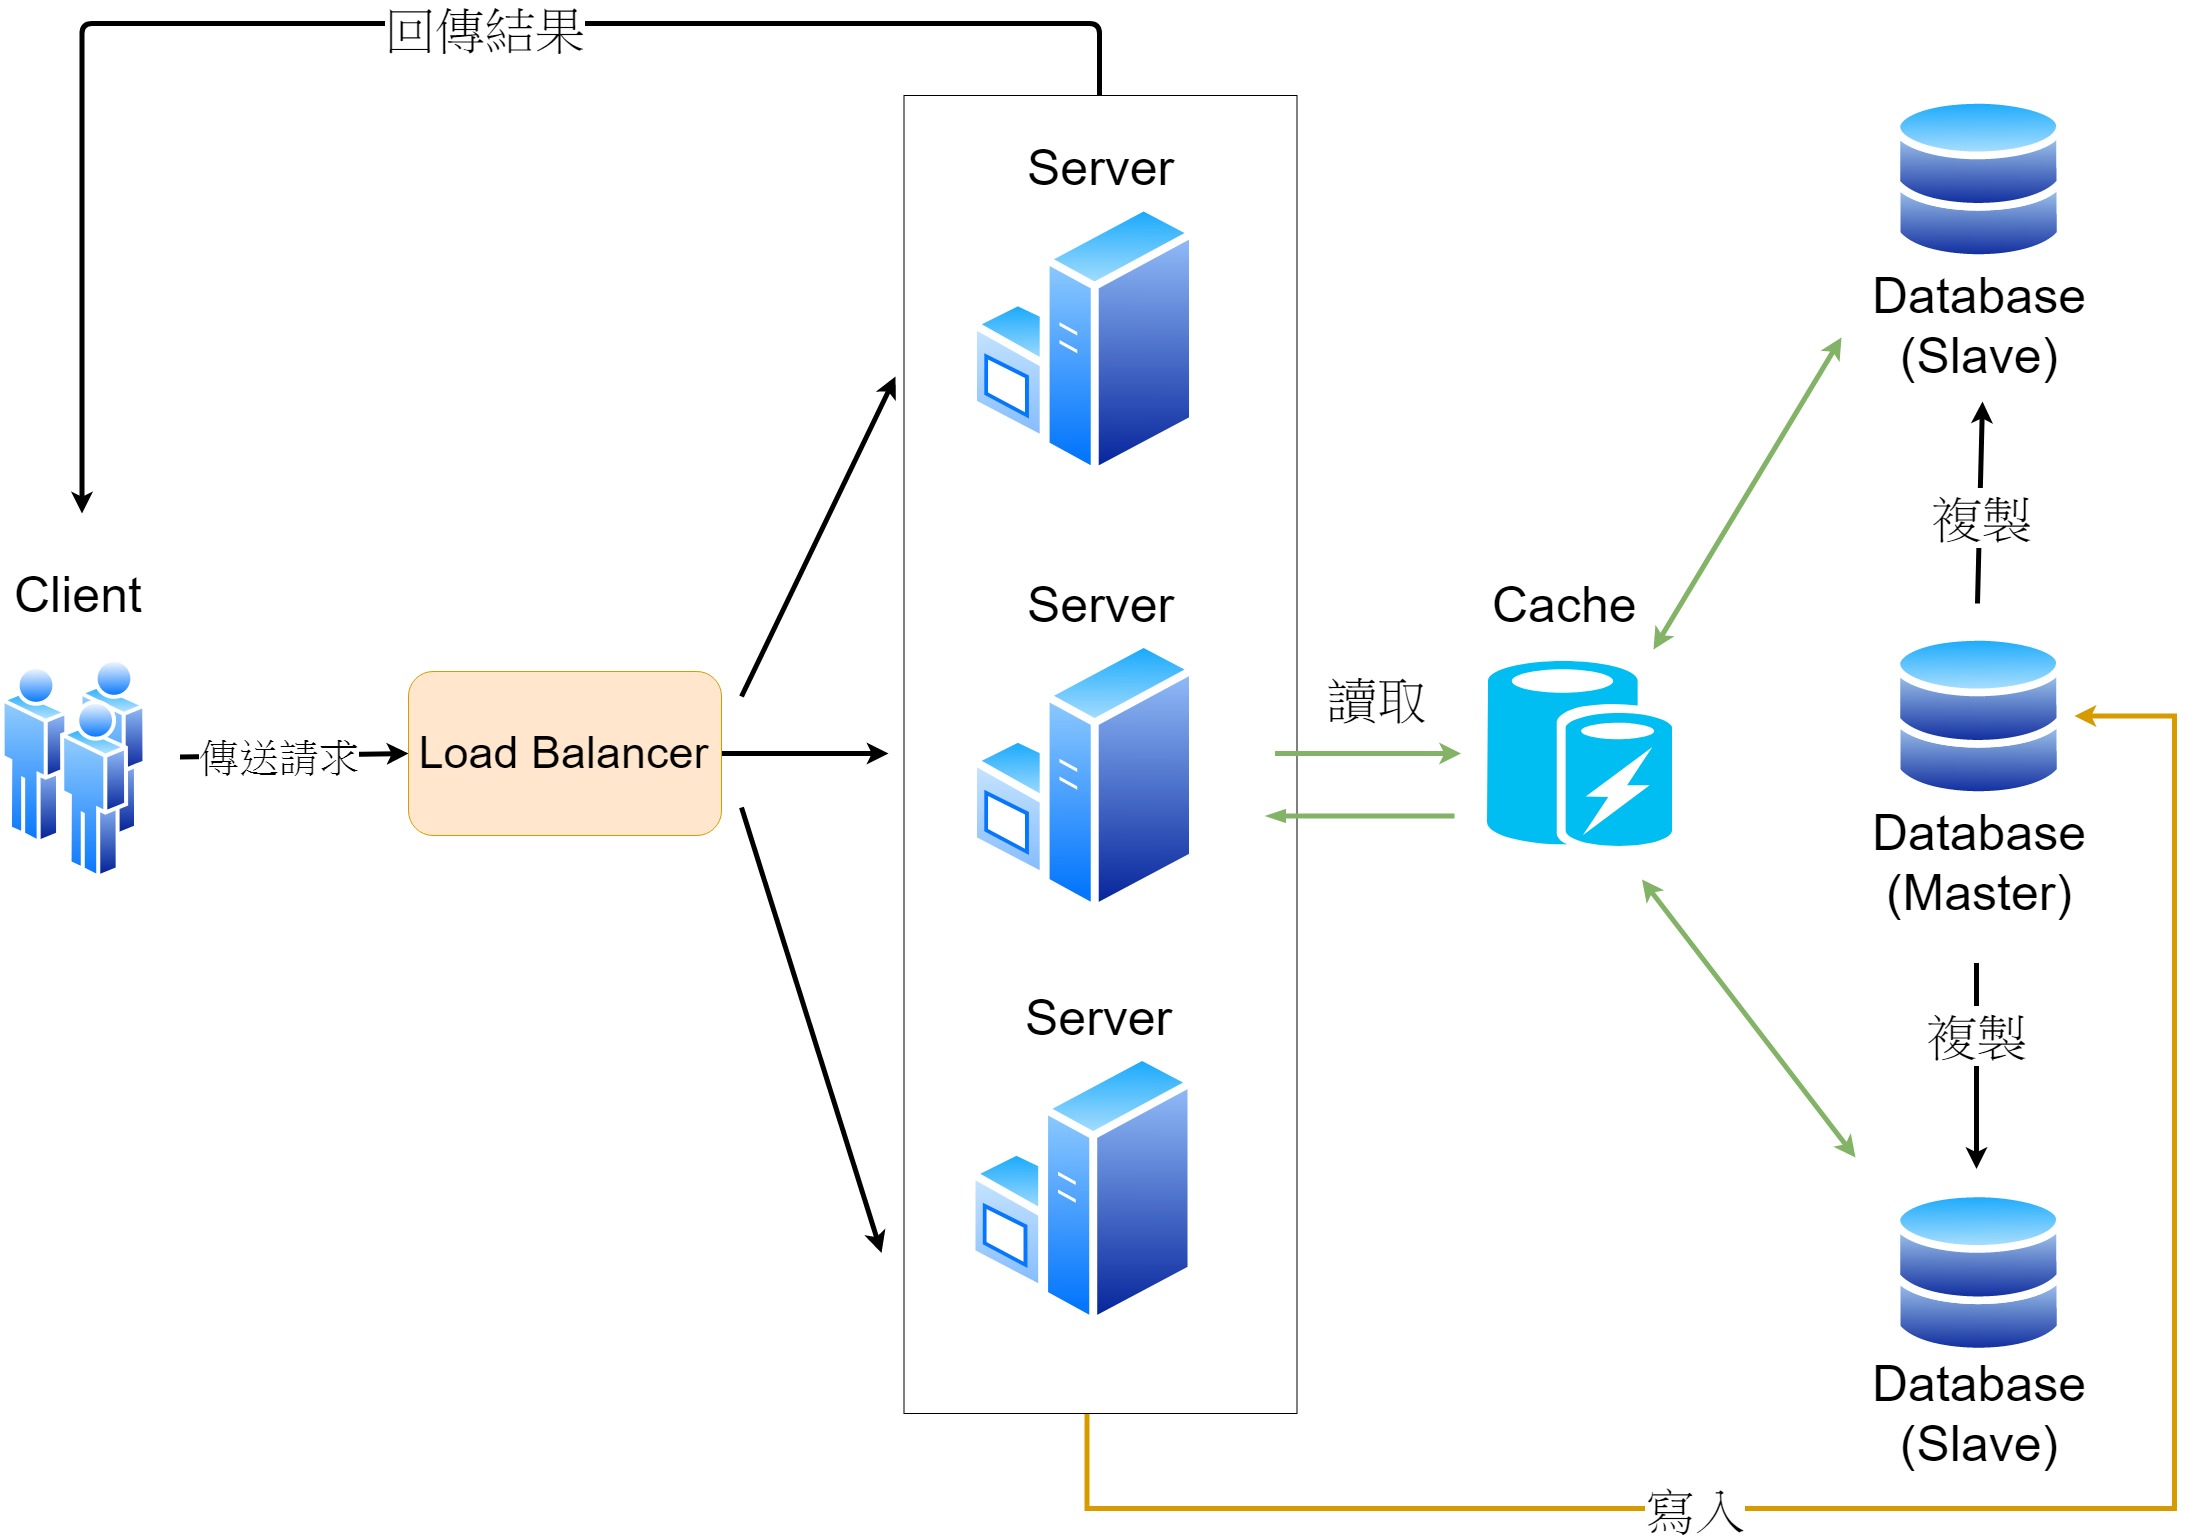 回傳結果
Server
Client
傳送請求
Load Balancer
Server
Server
讀取
Cache
Database
(Slave)
複製
Database
(Master)
複製
Database
(Slave)
寫入